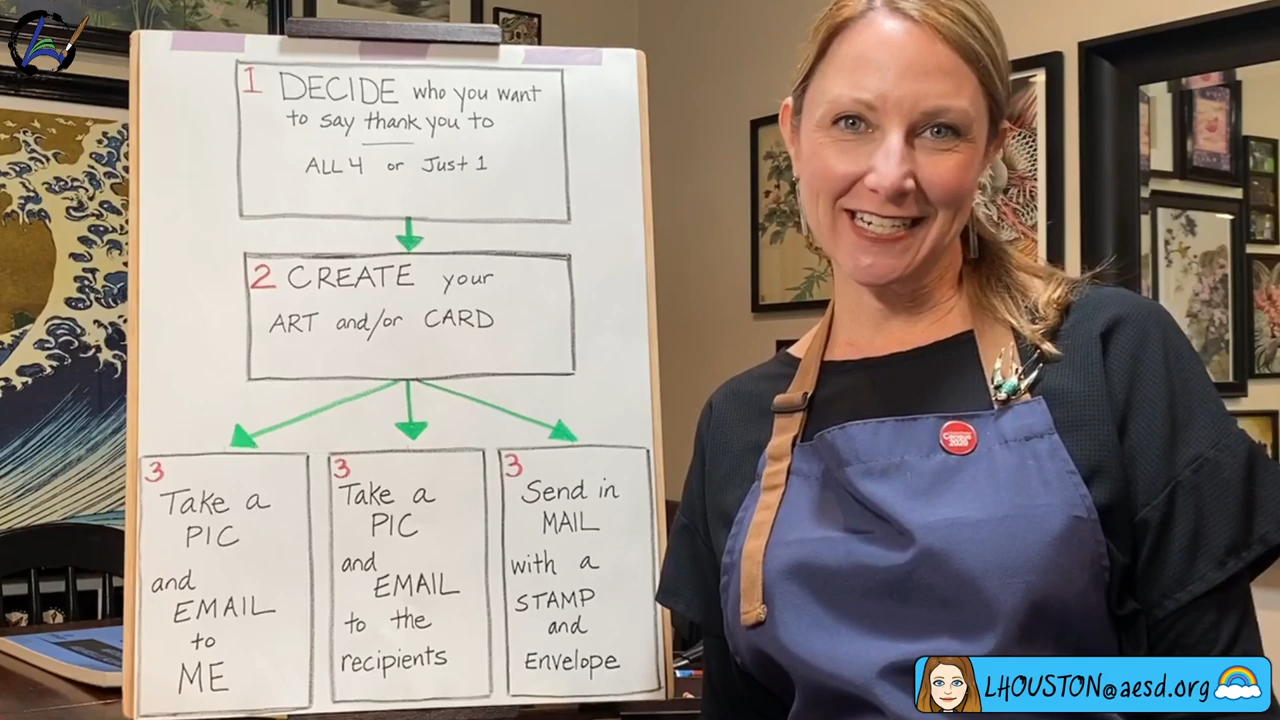 1 DECIDE who you want
to say thank you to
ALL 4 or Just 1
2 CREATE your
ART and/or CARD
3
Take a
PIC
and
EMAIL
to
ME
3
Take a
PIC
and
EMAIL
to the
recipients
3
Send in
MAIL
with a
STAMP
and
Envelope
Census
2020
LHOUSTON@aesd.org